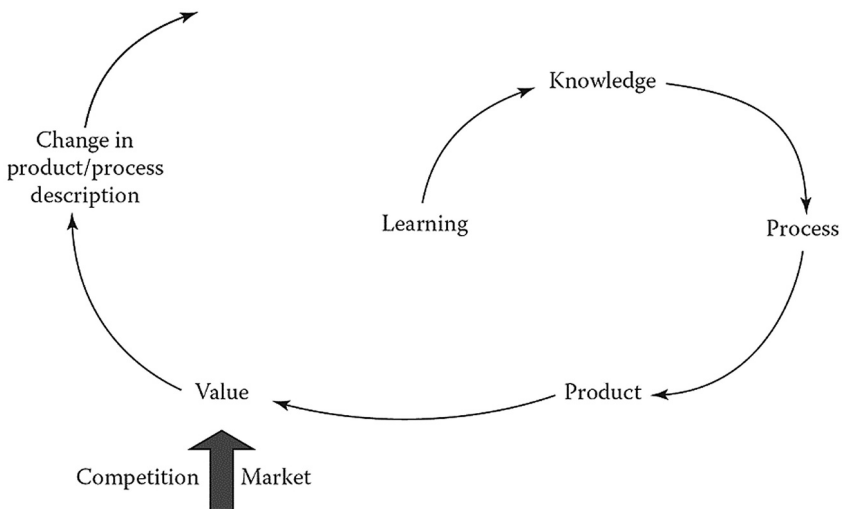 Knowledge
Change in
product/process
description
Learning
Process
Value
Product
Competition
Market